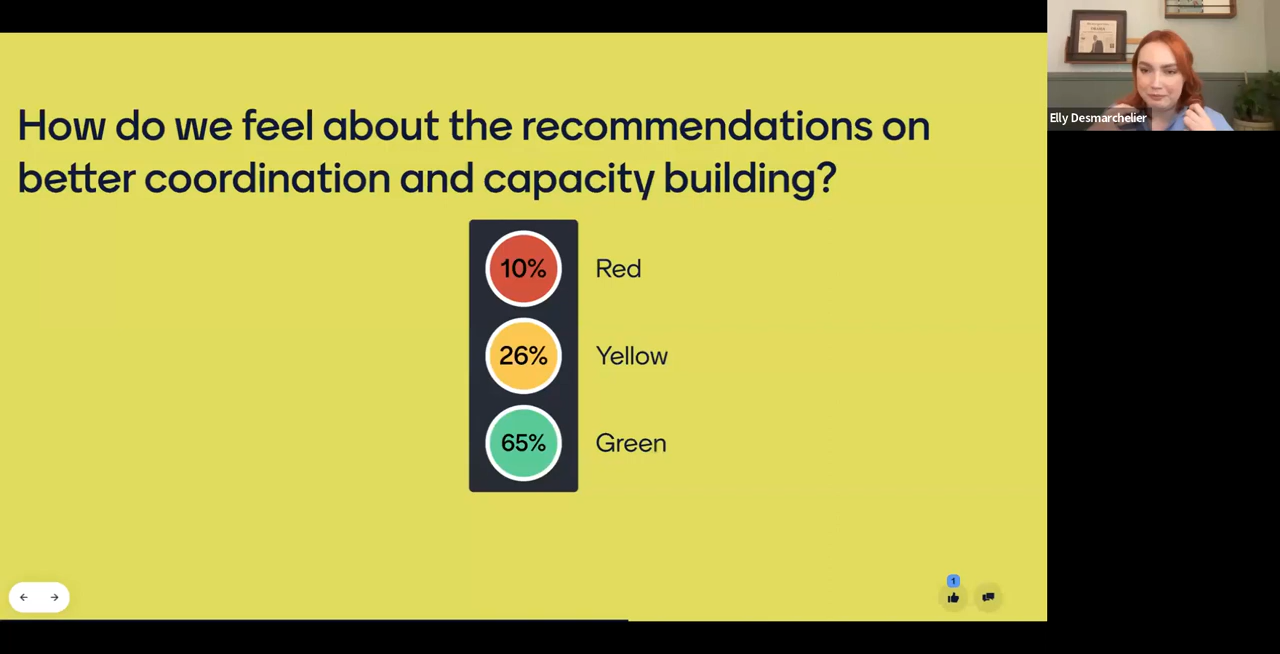 How do we feel about the recommendations on
better coordination and capacity building?
10% Red
26% Yellow
65% Green
1
Elly Desmarchelier